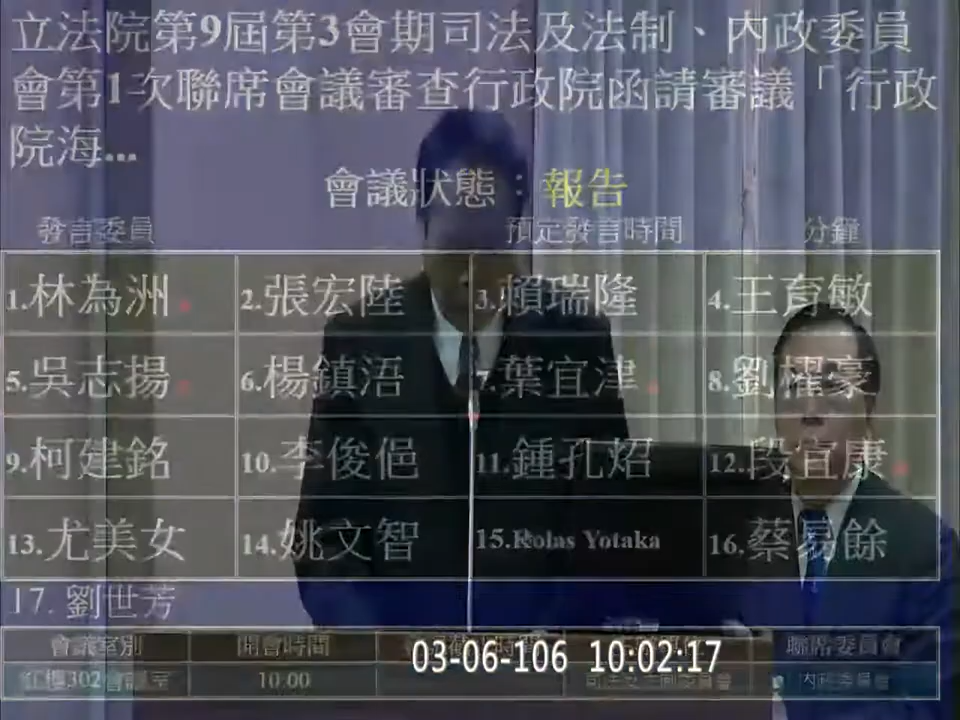 立法院第9屆第3會期司法及法制、內政委員
會第1次聯席會議審查行政院函請審議「行政
院海...
會議狀態：報告
發言委員 預定發言時間 分鐘
1.林為洲 2.張宏陸 3.賴瑞隆 4.王育敏
5.吳志揚 6.楊鎮浯 7.葉宜津 8.劉櫂豪
9.柯建銘 10.李俊俋 11.鍾孔炤 12.段宜康
13.尤美女 14.姚文智 15.Kolas Yotaka 16.蔡易餘
17. 劉世芳
會議室別 開會時間 聯席委員會
紅樓302會議室 10:00 司法及法制委員會 內政委員會
03-06-106 10:02:17